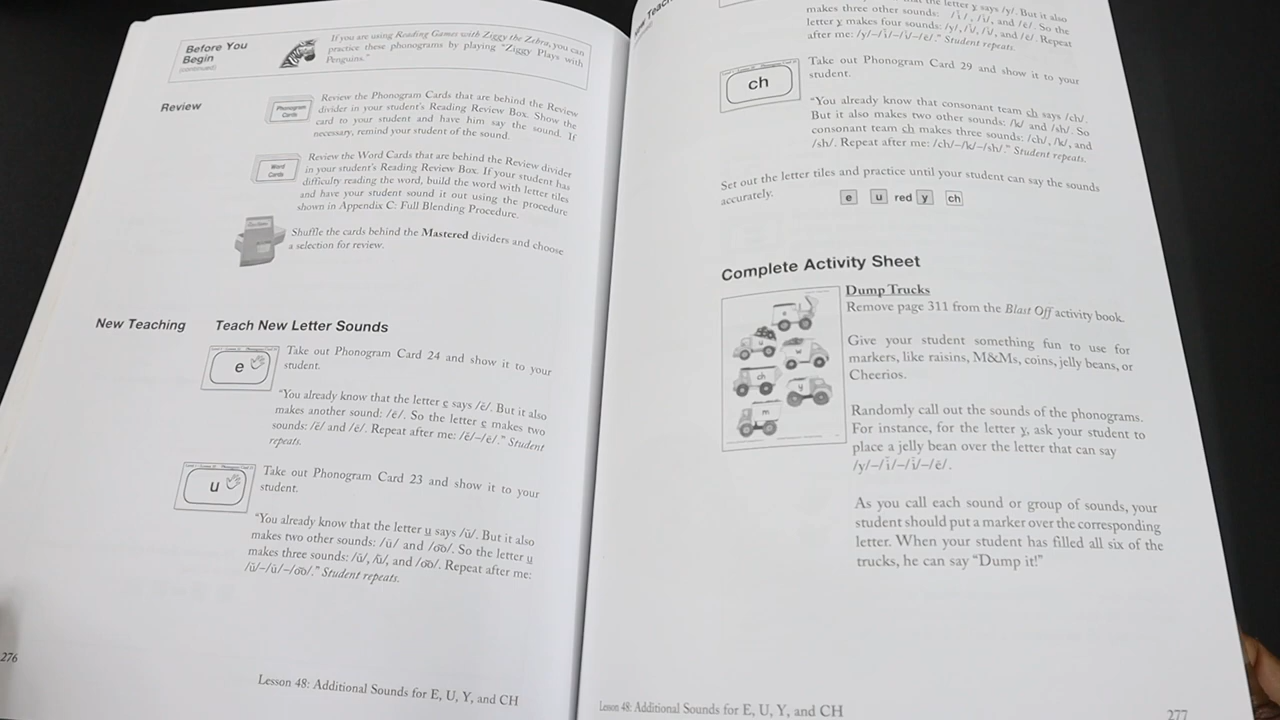 Before You
Begin
(continued)
If you are using Reading Games with Ziggy the Zebra, you can
practice these phonograms by playing "Ziggy Plays with
Penguins."
Review
Phonogram
Cards
Review the Phonogram Cards that are behind the Review
divider in your student's Reading Review Box. Show the
card to your student and have him say the sound. If
necessary, remind your student of the sound.
Word
Cards
Review the Word Cards that are behind the Review divider
in your student's Reading Review Box. If your student has
difficulty reading the word, build the word with letter tiles
and have your student sound it out using the procedure
shown in Appendix C: Full Blending Procedure.
Shuffle the cards behind the Mastered dividers and choose
a selection for review.
New Teaching
Teach New Letter Sounds
e
Take out Phonogram Card 24 and show it to your
student.
"You already know that the letter e says /ĕ/. But it also
makes another sound: /ē/. So the letter e makes two
sounds: /ĕ/ and /ē/. Repeat after me: /ĕ/–/ē/." Student
repeats.
u
Take out Phonogram Card 23 and show it to your
student.
"You already know that the letter u says /ŭ/. But it also
makes two other sounds: /ū/ and /o͞o/. So the letter u
makes three sounds: /ŭ/, /ū/, and /o͞o/. Repeat after me:
/ŭ/–/ū/–/o͞o/." Student repeats.
276
Lesson 48: Additional Sounds for E, U, Y, and CH
the letter y says /y/. But it also
makes three other sounds: /ĭ/, /ī/, and /ē/. So the
letter y makes four sounds: /y/, /ĭ/, /ī/, and /ē/. Repeat
after me: /y/–/ĭ/–/ī/–/ē/." Student repeats.
ch
Take out Phonogram Card 29 and show it to your
student.
"You already know that consonant team ch says /ch/.
But it also makes two other sounds: /k/ and /sh/. So
consonant team ch makes three sounds: /ch/, /k/, and
/sh/. Repeat after me: /ch/–/k/–/sh/." Student repeats.
Set out the letter tiles and practice until your student can say the sounds
accurately.
e u red y ch
Complete Activity Sheet
Dump Trucks
Remove page 311 from the Blast Off activity book.
ch
y
m
Give your student something fun to use for
markers, like raisins, M&Ms, coins, jelly beans, or
Cheerios.
Randomly call out the sounds of the phonograms.
For instance, for the letter y, ask your student to
place a jelly bean over the letter that can say
/y/–/ĭ/–/ī/–/ē/.
As you call each sound or group of sounds, your
student should put a marker over the corresponding
letter. When your student has filled all six of the
trucks, he can say "Dump it!"
Lesson 48: Additional Sounds for E, U, Y, and CH
277